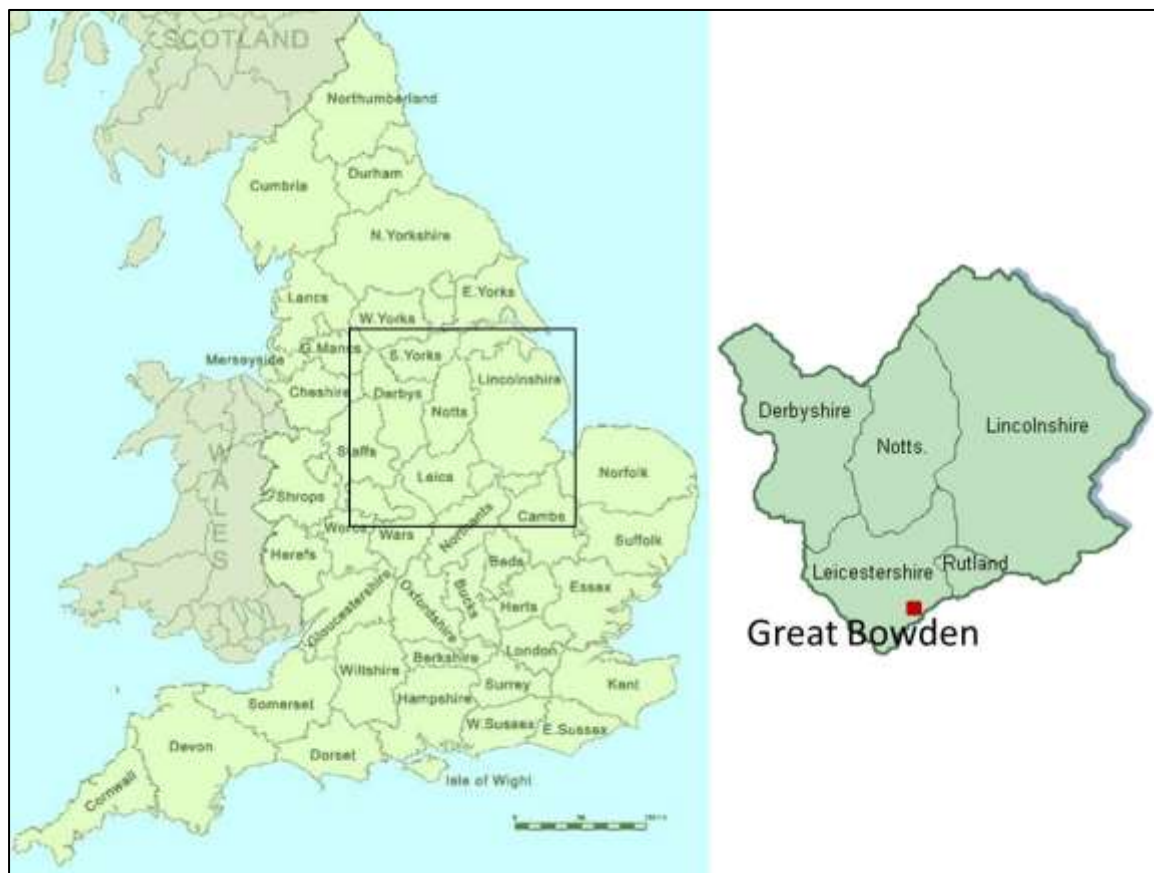 SCOTLAND
Northumberland
Durham
Cumbria
N.Yorkshire
E.Yorks
Lancs
W.Yorks
G.Mancs
S.Yorks
Merseyside
Lincolnshire
Cheshire
Derbys
Notts
Staffs
Norfolk
WALES
Leics
Shrops
Cambs
Northants
Worcs
Wars
Suffolk
Herefs
Beds
Essex
Bucks
Gloucestershire
Oxfordshire
Herts
London
Berkshire
Wiltshire
Surrey
Kent
Hampshire
Somerset
W.Sussex
E.Sussex
Devon
Dorset
Isle of Wight
Cornwall
0
Derbyshire
Lincolnshire
Notts.
Rutland
Leicestershire
Great Bowden